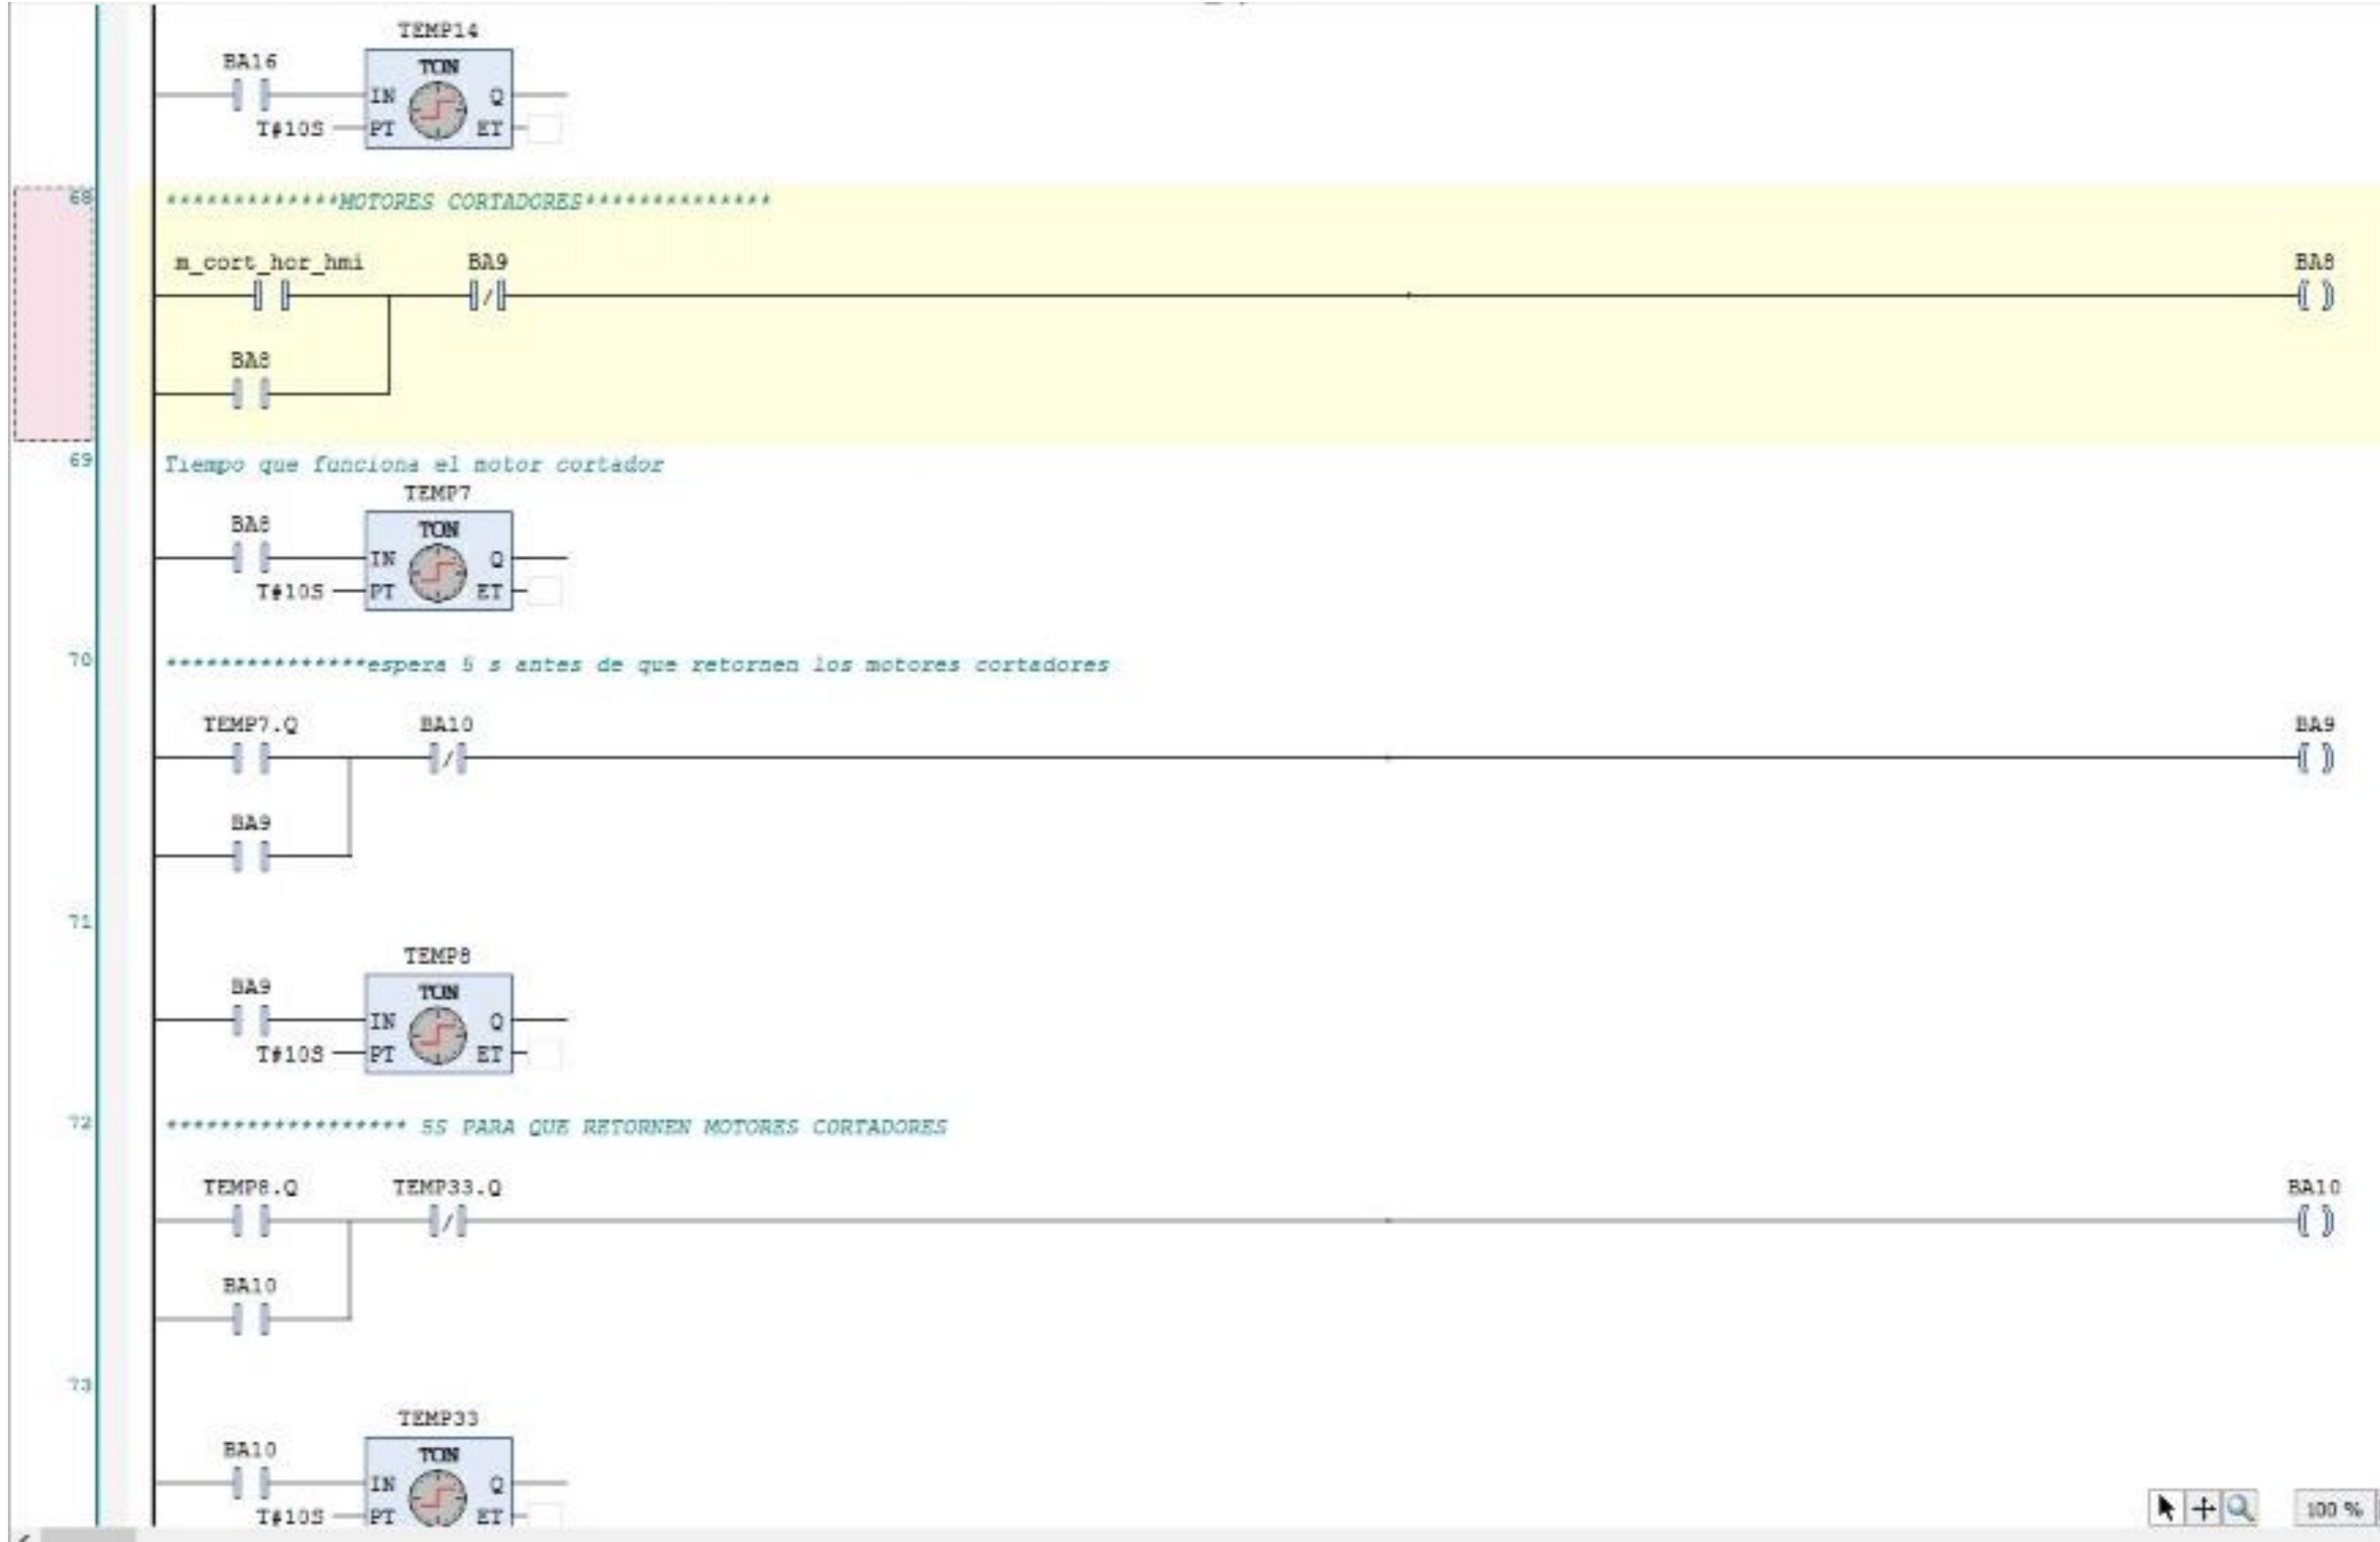 TEMP14
BA16 TON
IN Q
T#10S PT ET
68 *************MOTORES CORTADORES**************
m_cort_hor_hmi BA9 BA8
/ ( )
BA8
69 Tiempo que funciona el motor cortador
TEMP7
BA8 TON
IN Q
T#10S PT ET
70 ***************espera 5 s antes de que retornen los motores cortadores
TEMP7.Q BA10 BA9
/ ( )
BA9
71
TEMP8
BA9 TON
IN Q
T#10S PT ET
72 ****************** 5S PARA QUE RETORNEN MOTORES CORTADORES
TEMP8.Q TEMP33.Q BA10
/ ( )
BA10
73
TEMP33
BA10 TON
IN Q
T#10S PT ET
100 %